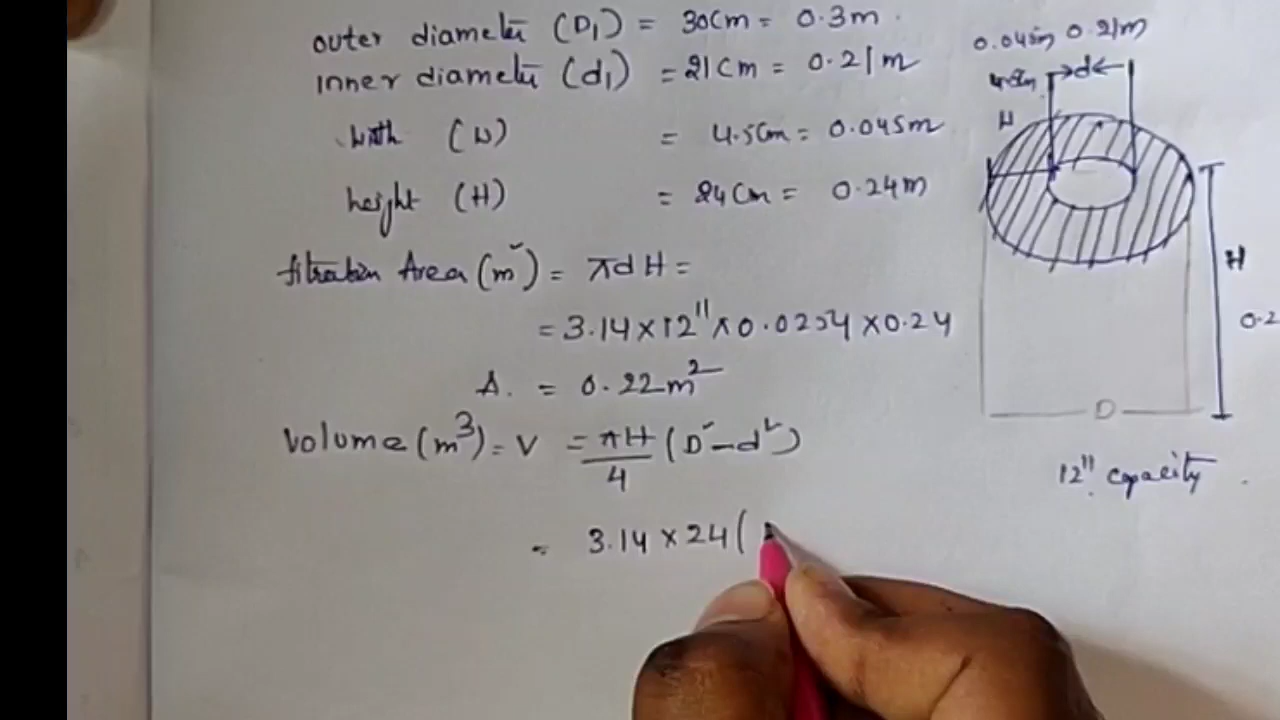 outer diameter (D1) = 30cm = 0.3m.
inner diameter (d1) = 21cm = 0.21m
with (W) = 4.5cm = 0.045m
height (H) = 24cm = 0.24m
filtration Area (m²) = πdH =
= 3.14 × 12" × 0.0254 × 0.24
A. = 0.22m²
Volume (m³) = V = πH/4 (D² - d²)
= 3.14 × 24 (
0.21m
d
H
0.2
D
12" capacity